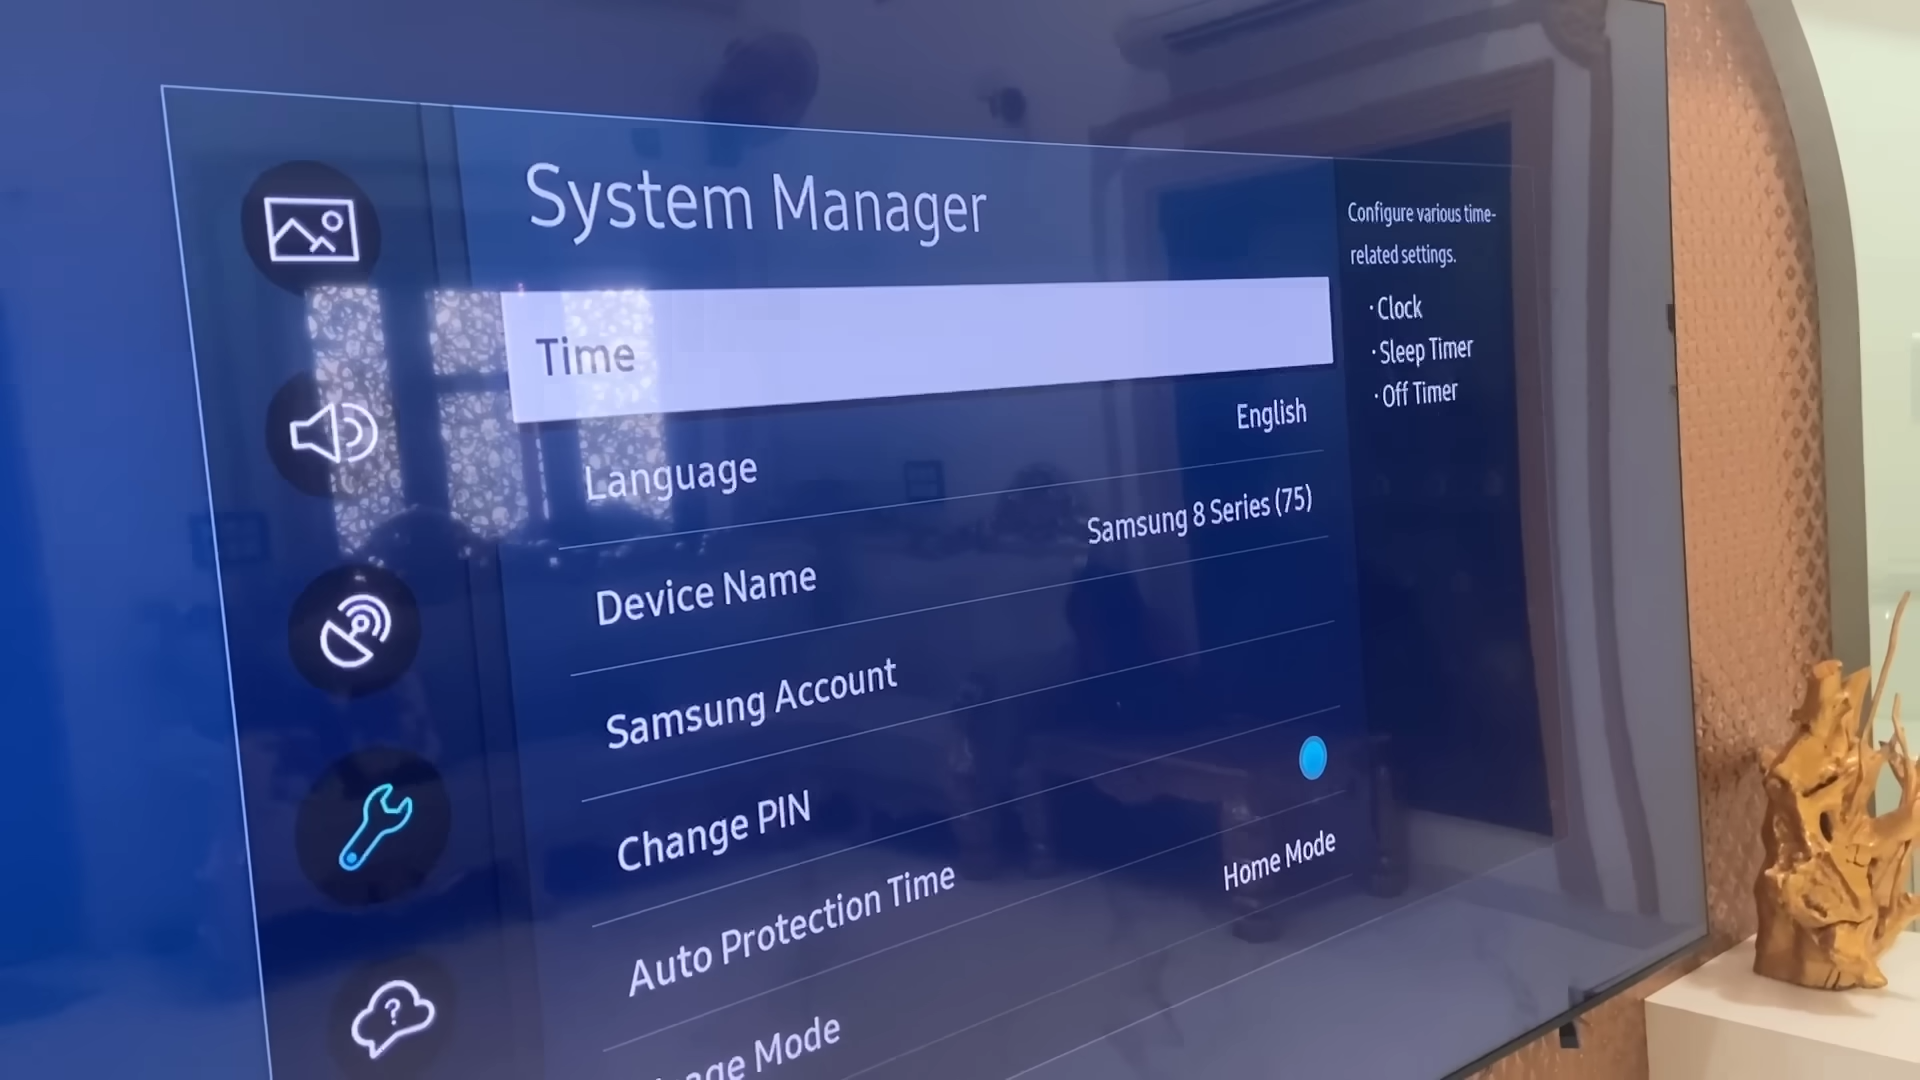 System Manager
Time
Language English
Device Name Samsung 8 Series (75)
Samsung Account
Change PIN
Auto Protection Time
Mode Home Mode
Configure various time-
related settings.
· Clock
· Sleep Timer
· Off Timer
?